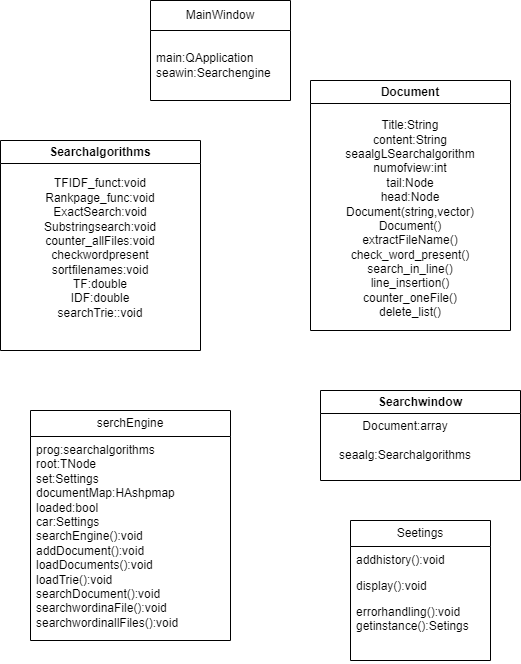 MainWindow
main:QApplication
seawin:Searchengine
Document
Title:String
content:String
seaalgLSearchalgorithm
numofview:int
tail:Node
head:Node
Document(string,vector)
Document()
extractFileName()
check_word_present()
search_in_line()
line_insertion()
counter_oneFile()
delete_list()
Searchalgorithms
TFIDF_funct:void
Rankpage_func:void
ExactSearch:void
Substringsearch:void
counter_allFiles:void
checkwordpresent
sortfilenames:void
TF:double
IDF:double
searchTrie::void
Searchwindow
Document:array
seaalg:Searchalgorithms
serchEngine
prog:searchalgorithms
root:TNode
set:Settings
documentMap:HAshpmap
loaded:bool
car:Settings
searchEngine():void
addDocument():void
loadDocuments():void
loadTrie():void
searchDocument():void
searchwordinaFile():void
searchwordinallFiles():void
Seetings
addhistory():void
display():void
errorhandling():void
getinstance():Setings